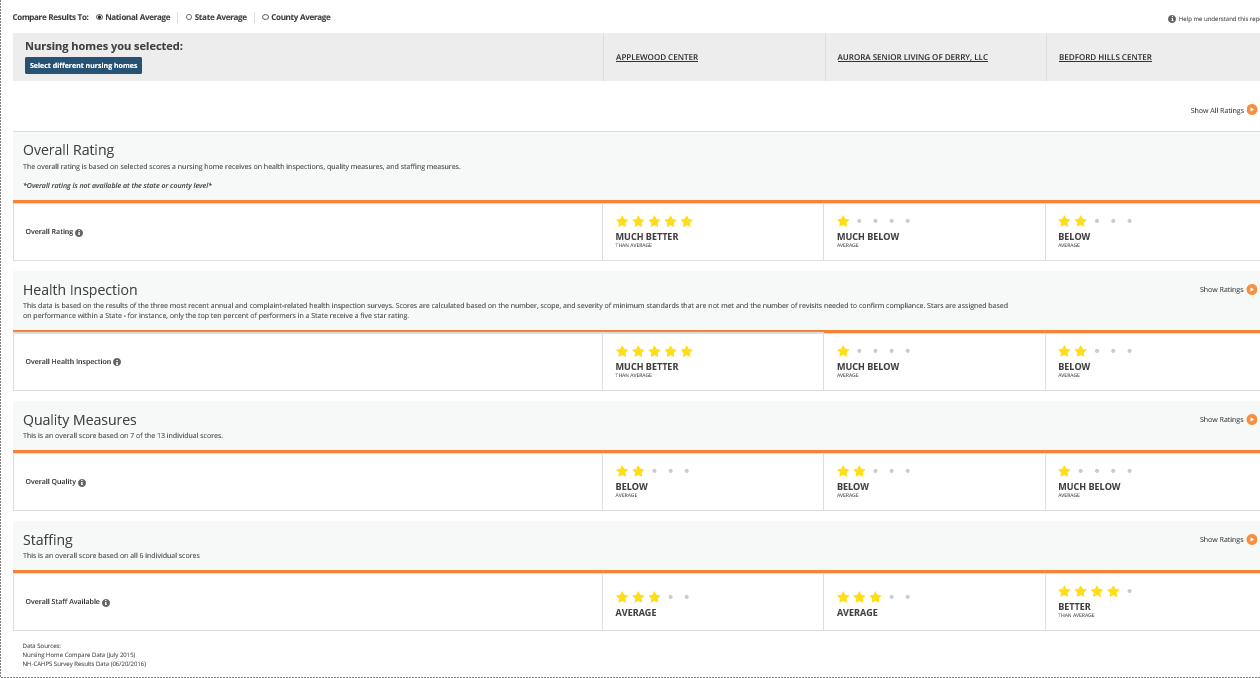 Compare Results To: National Average State Average County Average
Help me understand this rep
Nursing homes you selected:
Select different nursing homes
APPLEWOOD CENTER
AURORA SENIOR LIVING OF DERRY, LLC
BEDFORD HILLS CENTER
Show All Ratings
Overall Rating
The overall rating is based on selected scores a nursing home receives on health inspections, quality measures, and staffing measures.
*Overall rating is not available at the state or county level*
Overall Rating
MUCH BETTER
THAN AVERAGE
MUCH BELOW
AVERAGE
BELOW
AVERAGE
Health Inspection
Show Ratings
This data is based on the results of the three most recent annual and complaint-related health inspection surveys. Scores are calculated based on the number, scope, and severity of minimum standards that are not met and the number of revisits needed to confirm compliance. Stars are assigned based
on performance within a State - for instance, only the top ten percent of performers in a State receive a five star rating.
Overall Health Inspection
MUCH BETTER
THAN AVERAGE
MUCH BELOW
AVERAGE
BELOW
AVERAGE
Quality Measures
Show Ratings
This is an overall score based on 7 of the 13 individual scores.
Overall Quality
BELOW
AVERAGE
BELOW
AVERAGE
MUCH BELOW
AVERAGE
Staffing
Show Ratings
This is an overall score based on all 6 individual scores
Overall Staff Available
AVERAGE
AVERAGE
BETTER
THAN AVERAGE
Data Sources:
Nursing Home Compare Data (July 2015)
NH-CAHPS Survey Results Data (06/20/2016)